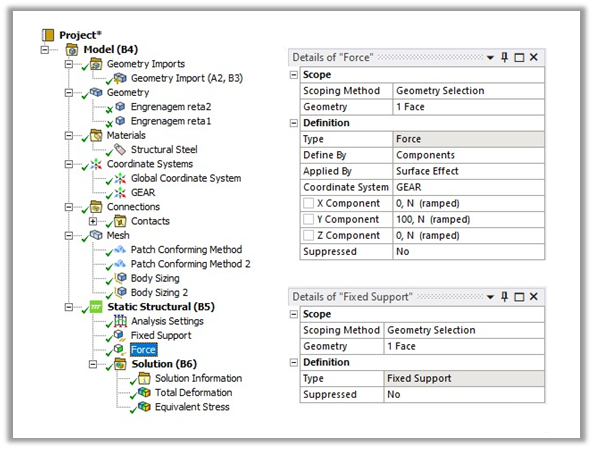 Project*
Model (B4)
Geometry Imports
Geometry Import (A2, B3)
Geometry
Engrenagem reta2
Engrenagem reta1
Materials
Structural Steel
Coordinate Systems
Global Coordinate System
GEAR
Connections
Contacts
Mesh
Patch Conforming Method
Patch Conforming Method 2
Body Sizing
Body Sizing 2
Static Structural (B5)
Analysis Settings
Fixed Support
Force
Solution (B6)
Solution Information
Total Deformation
Equivalent Stress
Details of "Force"
Scope
Scoping Method Geometry Selection
Geometry 1 Face
Definition
Type Force
Define By Components
Applied By Surface Effect
Coordinate System GEAR
X Component 0, N (ramped)
Y Component 100, N (ramped)
Z Component 0, N (ramped)
Suppressed No
Details of "Fixed Support"
Scope
Scoping Method Geometry Selection
Geometry 1 Face
Definition
Type Fixed Support
Suppressed No